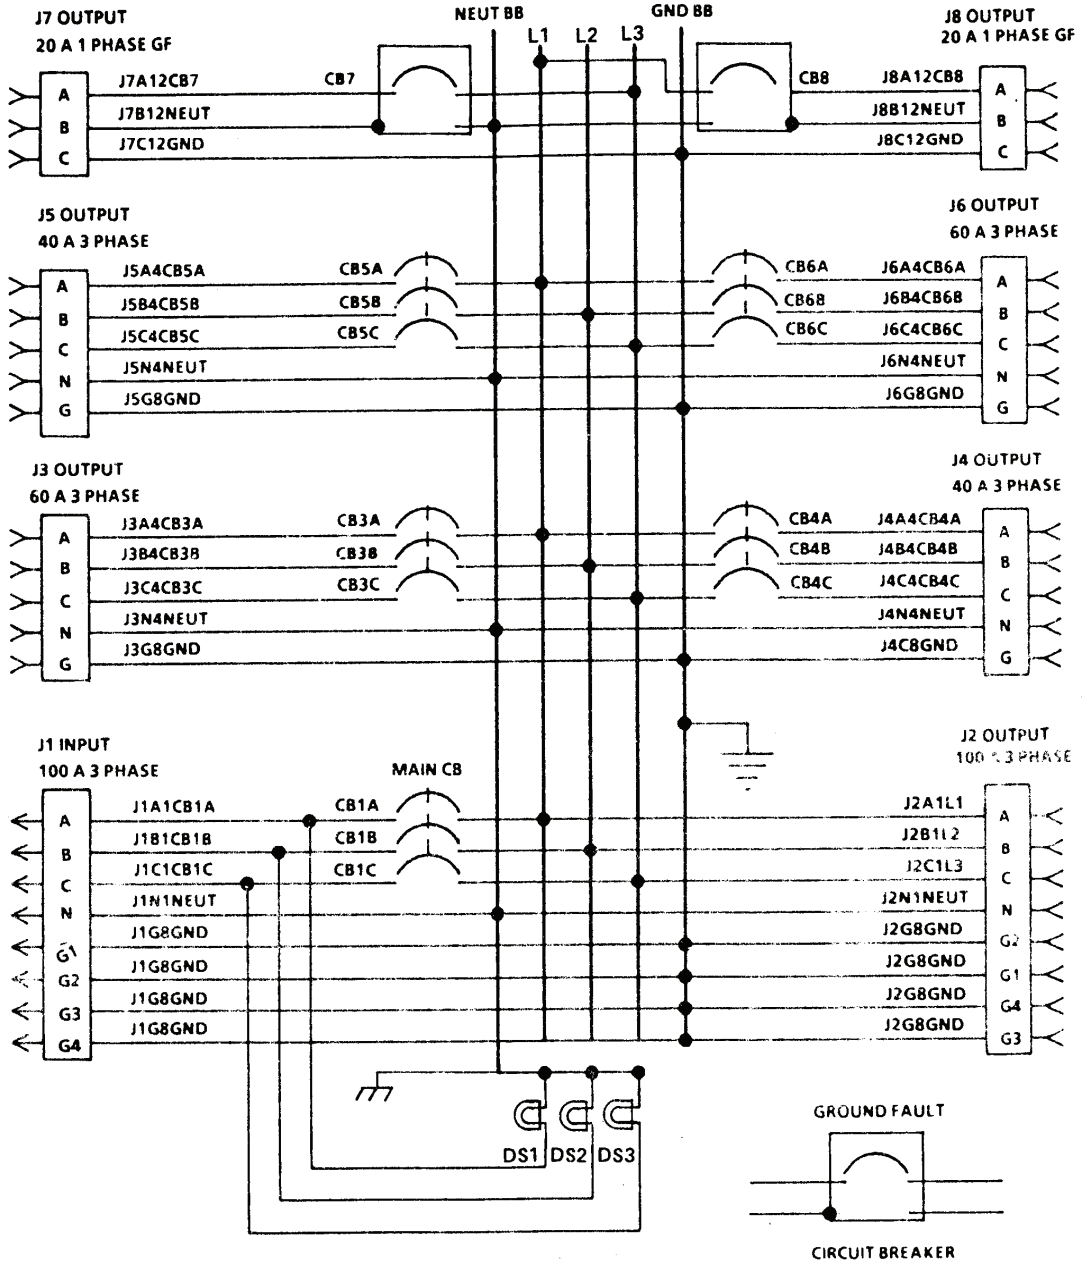 NEUT BB
GND BB
L1 L2 L3
J7 OUTPUT
20 A 1 PHASE GF
J7A12CB7
CB7
A
J7B12NEUT
B
J7C12GND
C
J8 OUTPUT
20 A 1 PHASE GF
CB8
J8A12CB8
A
J8B12NEUT
B
J8C12GND
C
J5 OUTPUT
40 A 3 PHASE
J5A4CB5A
CB5A
A
J5B4CB5B
CB5B
B
J5C4CB5C
CB5C
C
J5N4NEUT
N
J5G8GND
G
J6 OUTPUT
60 A 3 PHASE
CB6A
J6A4CB6A
A
CB6B
J6B4CB6B
B
CB6C
J6C4CB6C
C
J6N4NEUT
N
J6G8GND
G
J3 OUTPUT
60 A 3 PHASE
J3A4CB3A
CB3A
A
J3B4CB3B
CB3B
B
J3C4CB3C
CB3C
C
J3N4NEUT
N
J3G8GND
G
J4 OUTPUT
40 A 3 PHASE
CB4A
J4A4CB4A
A
CB4B
J4B4CB4B
B
CB4C
J4C4CB4C
C
J4N4NEUT
N
J4C8GND
G
J1 INPUT
100 A 3 PHASE
MAIN CB
J1A1CB1A
CB1A
A
J1B1CB1B
CB1B
B
J1C1CB1C
CB1C
C
J1N1NEUT
N
J1G8GND
G1
J1G8GND
G2
J1G8GND
G3
J1G8GND
G4
J2 OUTPUT
100 3 PHASE
J2A1L1
A
J2B1L2
B
J2C1L3
C
J2N1NEUT
N
J2G8GND
G2
J2G8GND
G1
J2G8GND
G4
J2G8GND
G3
DS1 DS2 DS3
GROUND FAULT
CIRCUIT BREAKER